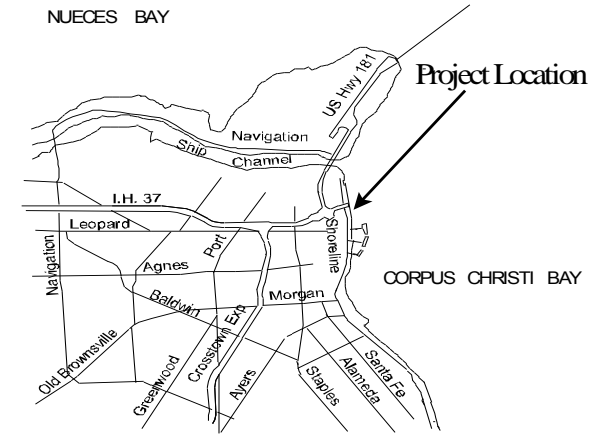 NUECES BAY
US Hwy 181
Project Location
Navigation
Ship Channel
I.H. 37
Leopard
Port
Shoreline
Navigation
Agnes
CORPUS CHRISTI BAY
Baldwin
Morgan
Old Brownsville
Greenwood
Crosstown Exp
Ayers
Staples
Alameda
Santa Fe